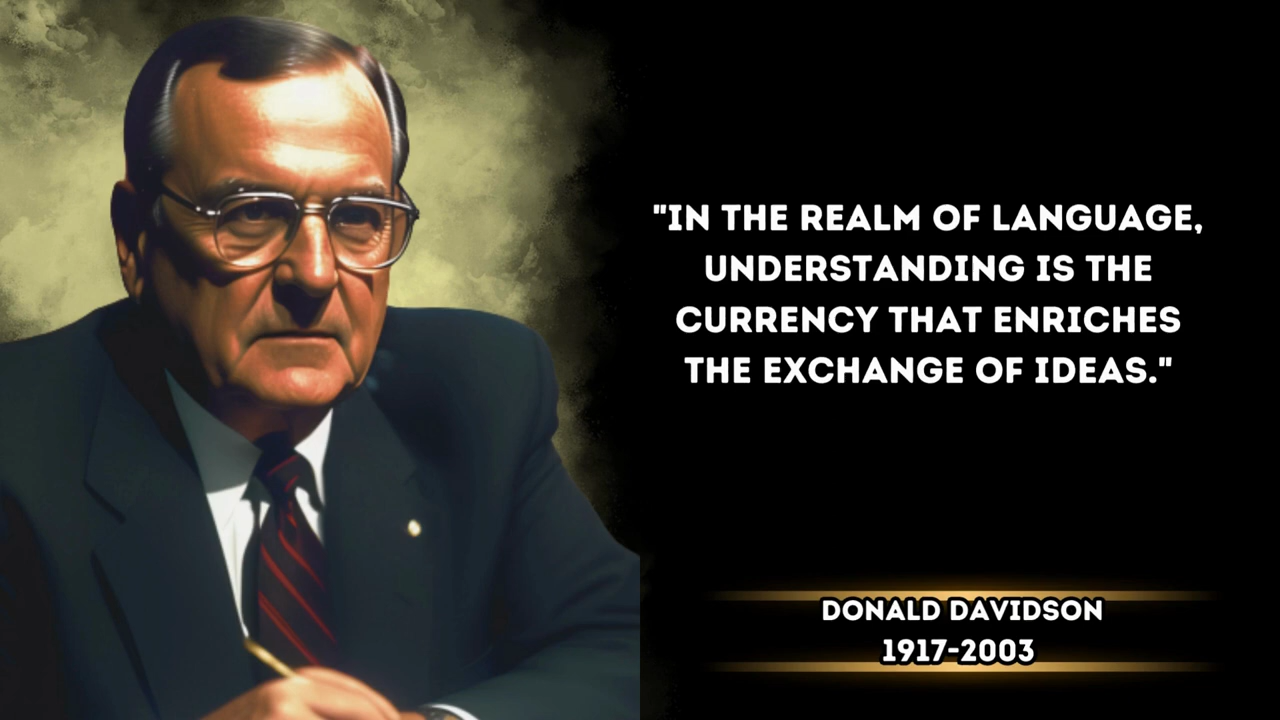 "IN THE REALM OF LANGUAGE,
UNDERSTANDING IS THE
CURRENCY THAT ENRICHES
THE EXCHANGE OF IDEAS."
DONALD DAVIDSON
1917-2003